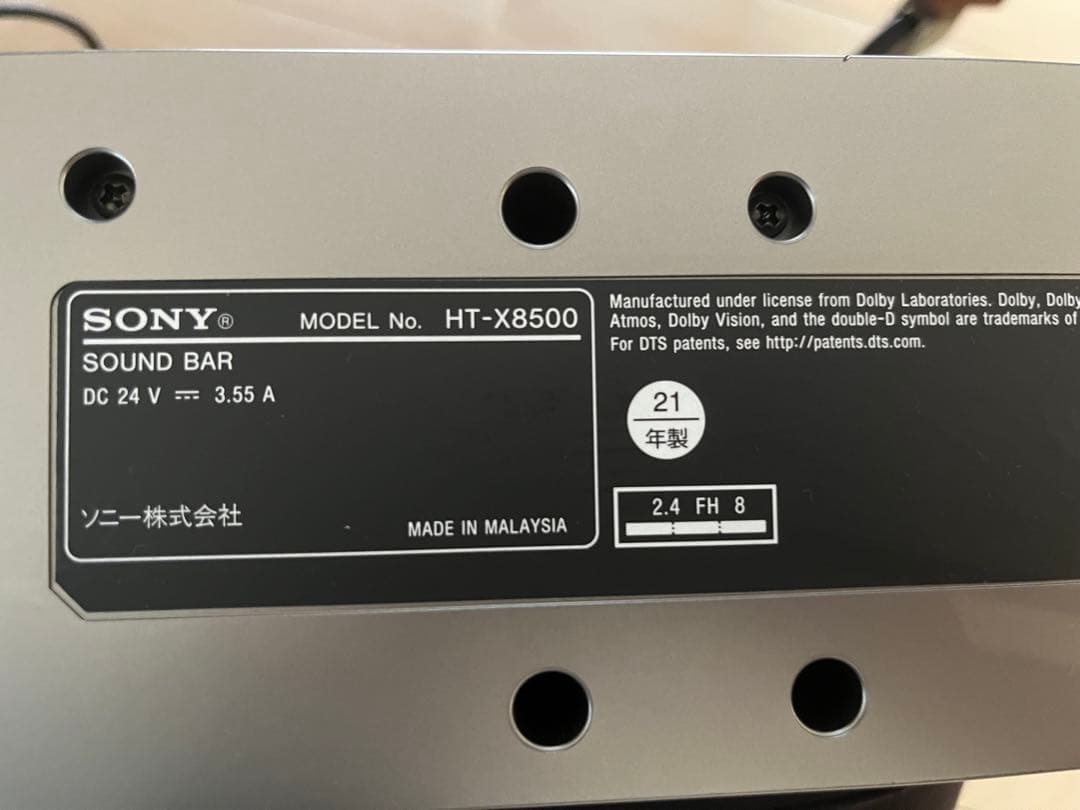 SONY® MODEL No. HT-X8500
SOUND BAR
DC 24 V ⎓ 3.55 A
ソニー株式会社
MADE IN MALAYSIA
Manufactured under license from Dolby Laboratories. Dolby, Dolby
Atmos, Dolby Vision, and the double-D symbol are trademarks of
For DTS patents, see http://patents.dts.com.
21
年製
2.4 FH 8